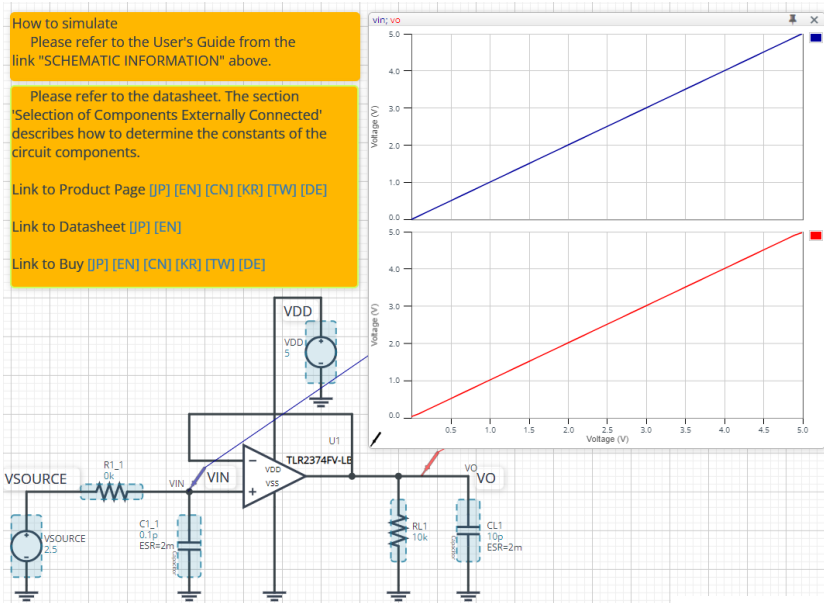 How to simulate
Please refer to the User's Guide from the
link "SCHEMATIC INFORMATION" above.
Please refer to the datasheet. The section
'Selection of Components Externally Connected'
describes how to determine the constants of the
circuit components.
Link to Product Page [JP] [EN] [CN] [KR] [TW] [DE]
Link to Datasheet [JP] [EN]
Link to Buy [JP] [EN] [CN] [KR] [TW] [DE]
vin; vo
5.0
4.0
3.0
2.0
1.0
0.0
Voltage (V)
5.0
4.0
3.0
2.0
1.0
0.0
Voltage (V)
0.5 1.0 1.5 2.0 2.5 3.0 3.5 4.0 4.5 5.0
Voltage (V)
VDD
VDD
5
U1
TLR2374FV-LB
VDD
VSS
VSOURCE
R1_1
0k
VIN
VIN
VO
VO
VSOURCE
2.5
C1_1
0.1p
ESR=2m
Capacitor
RL1
10k
Capacitor
CL1
10p
ESR=2m